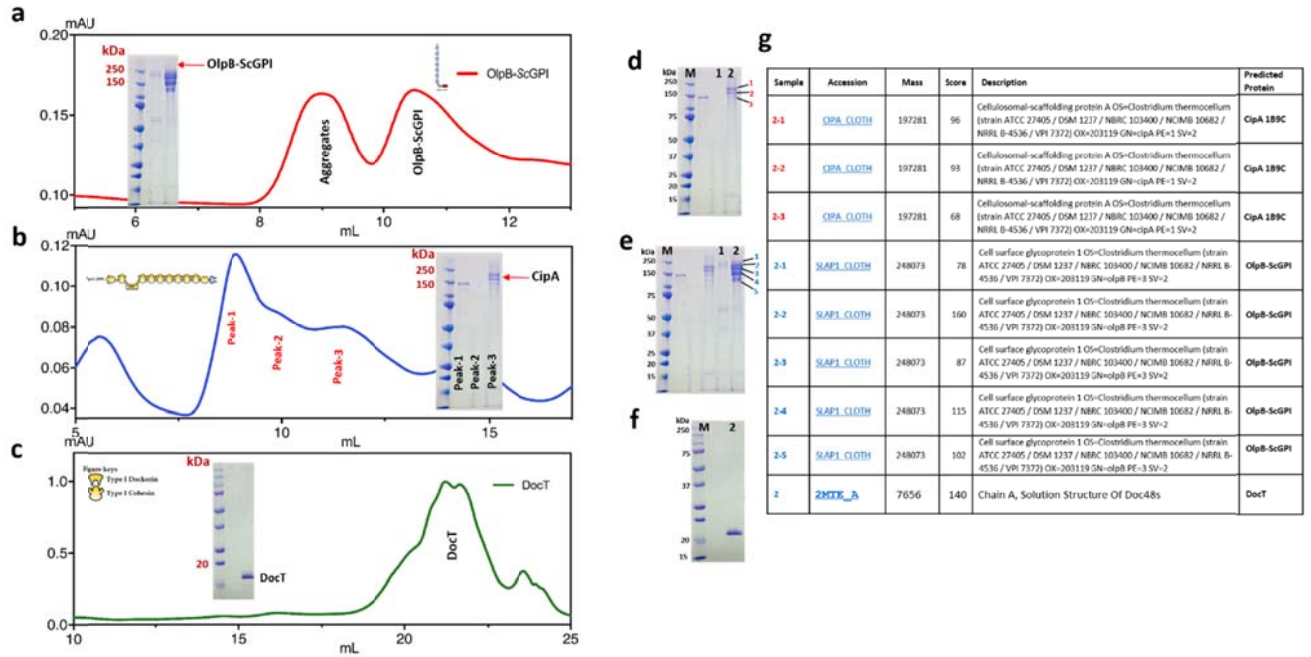 a
mAU
0.20
0.15
0.10
kDa
250
150
OlpB-ScGPI
OlpB-ScGPI
Aggregates
OlpB-ScGPI
6
8
10
12
mL
b
mAU
0.12
0.10
0.08
0.06
0.04
Peak-1
Peak-2
Peak-3
kDa
250
150
CipA
Peak-1
Peak-2
Peak-3
5
10
15
mL
c
mAU
1.0
0.5
0.0
Figure keys
Type I Dockerin
Type I Cohesin
kDa
20
DocT
DocT
DocT
10
15
20
25
mL
d
kDa
M
1
2
250
150
75
50
37
25
20
15
1
2
3
e
kDa
M
1
2
250
150
75
50
37
25
20
15
1
2
3
4
5
f
kDa
M
2
250
75
37
20
15
g
Sample Accession Mass Score Description Predicted Protein
2-1 CIPA_CLOTH 197281 96 Cellulosomal-scaffolding protein A OS=Clostridium thermocellum
(strain ATCC 27405 / DSM 1237 / NBRC 103400 / NCIMB 10682 /
NRRL B-4536 / VPI 7372) OX=203119 GN=cipA PE=1 SV=2
CipA 1B9C
2-2 CIPA_CLOTH 197281 93 Cellulosomal-scaffolding protein A OS=Clostridium thermocellum
(strain ATCC 27405 / DSM 1237 / NBRC 103400 / NCIMB 10682 /
NRRL B-4536 / VPI 7372) OX=203119 GN=cipA PE=1 SV=2
CipA 1B9C
2-3 CIPA_CLOTH 197281 68 Cellulosomal-scaffolding protein A OS=Clostridium thermocellum
(strain ATCC 27405 / DSM 1237 / NBRC 103400 / NCIMB 10682 /
NRRL B-4536 / VPI 7372) OX=203119 GN=cipA PE=1 SV=2
CipA 1B9C
2-1 SLAP1_CLOTH 248073 78 Cell surface glycoprotein 1 OS=Clostridium thermocellum (strain
ATCC 27405 / DSM 1237 / NBRC 103400 / NCIMB 10682 / NRRL B-
4536 / VPI 7372) OX=203119 GN=olpB PE=3 SV=2
OlpB-ScGPI
2-2 SLAP1_CLOTH 248073 160 Cell surface glycoprotein 1 OS=Clostridium thermocellum (strain
ATCC 27405 / DSM 1237 / NBRC 103400 / NCIMB 10682 / NRRL B-
4536 / VPI 7372) OX=203119 GN=olpB PE=3 SV=2
OlpB-ScGPI
2-3 SLAP1_CLOTH 248073 87 Cell surface glycoprotein 1 OS=Clostridium thermocellum (strain
ATCC 27405 / DSM 1237 / NBRC 103400 / NCIMB 10682 / NRRL B-
4536 / VPI 7372) OX=203119 GN=olpB PE=3 SV=2
OlpB-ScGPI
2-4 SLAP1_CLOTH 248073 115 Cell surface glycoprotein 1 OS=Clostridium thermocellum (strain
ATCC 27405 / DSM 1237 / NBRC 103400 / NCIMB 10682 / NRRL B-
4536 / VPI 7372) OX=203119 GN=olpB PE=3 SV=2
OlpB-ScGPI
2-5 SLAP1_CLOTH 248073 102 Cell surface glycoprotein 1 OS=Clostridium thermocellum (strain
ATCC 27405 / DSM 1237 / NBRC 103400 / NCIMB 10682 / NRRL B-
4536 / VPI 7372) OX=203119 GN=olpB PE=3 SV=2
OlpB-ScGPI
2 2MTE_A 7656 140 Chain A, Solution Structure Of Doc48s DocT